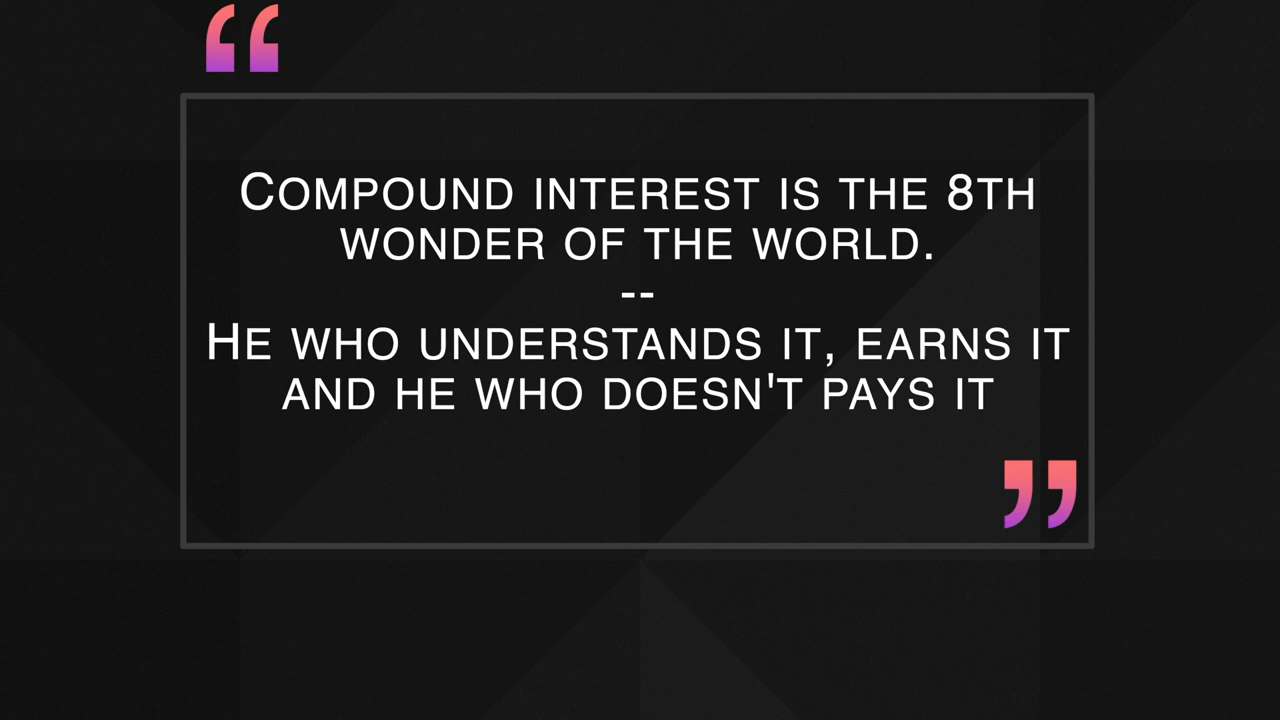 “
Compound interest is the 8th
wonder of the world.
--
He who understands it, earns it
and he who doesn't pays it
”